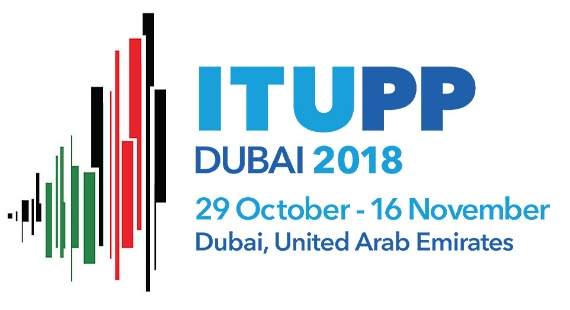 ITUPP
DUBAI 2018
29 October - 16 November
Dubai, United Arab Emirates